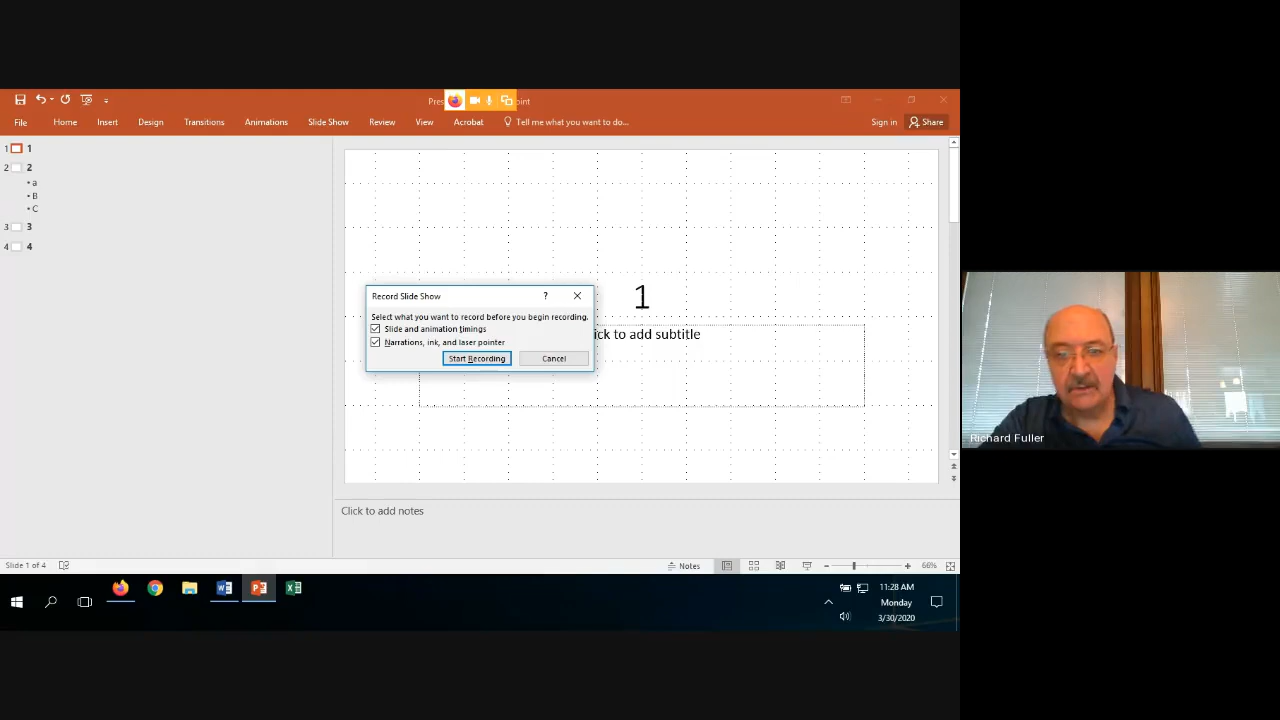 Pres
int
File
Home
Insert
Design
Transitions
Animations
Slide Show
Review
View
Acrobat
Tell me what you want to do...
Sign in
Share
1 1
2 2
• a
• B
• C
3 3
4 4
1
ick to add subtitle
Record Slide Show
?
Select what you want to record before you begin recording.
Slide and animation timings
Narrations, ink, and laser pointer
Start Recording
Cancel
Richard Fuller
Click to add notes
Slide 1 of 4
Notes
66%
11:28 AM
Monday
3/30/2020